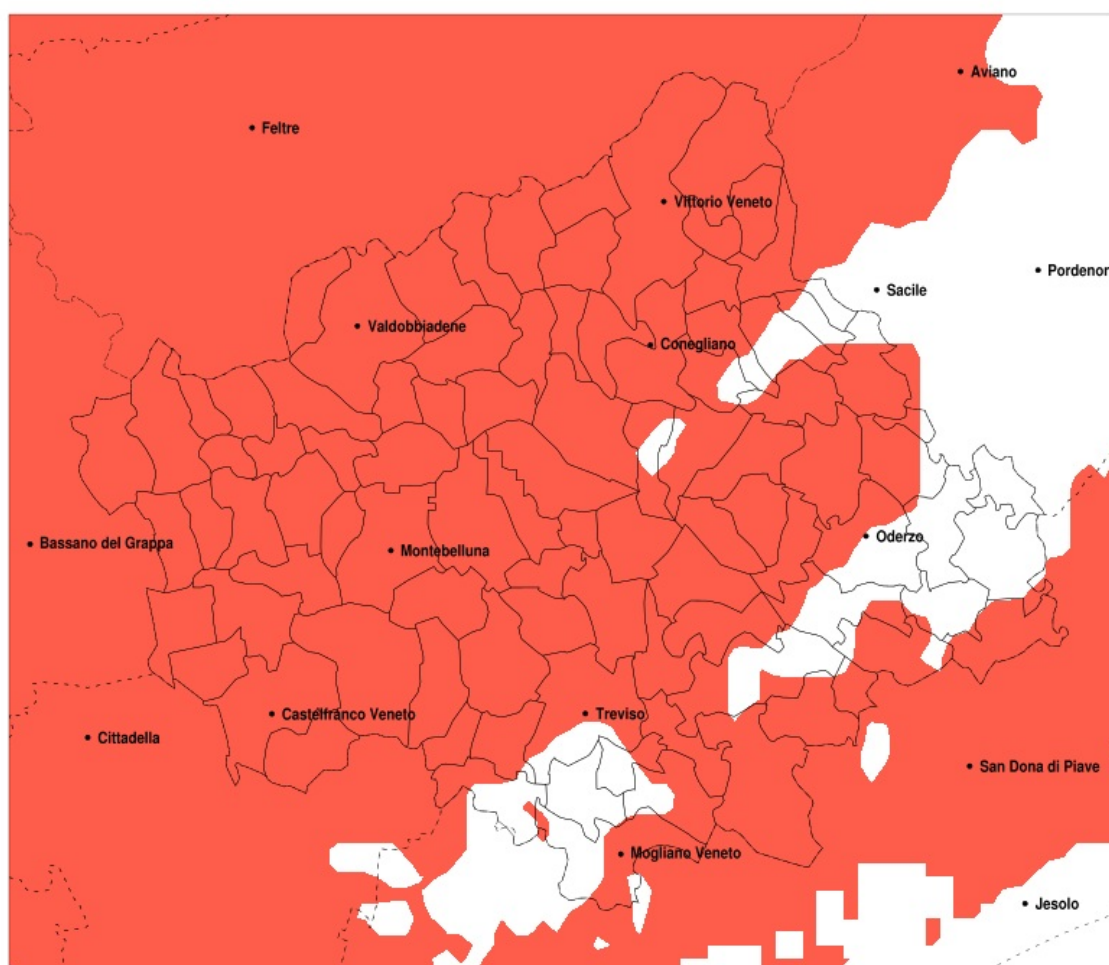 Aviano
Feltre
Vittorio Veneto
Pordenon
Sacile
Valdobbiadene
Conegliano
Oderzo
Bassano del Grappa
Montebelluna
Castelfranco Veneto
Treviso
Cittadella
San Dona di Piave
Mogliano Veneto
Jesolo